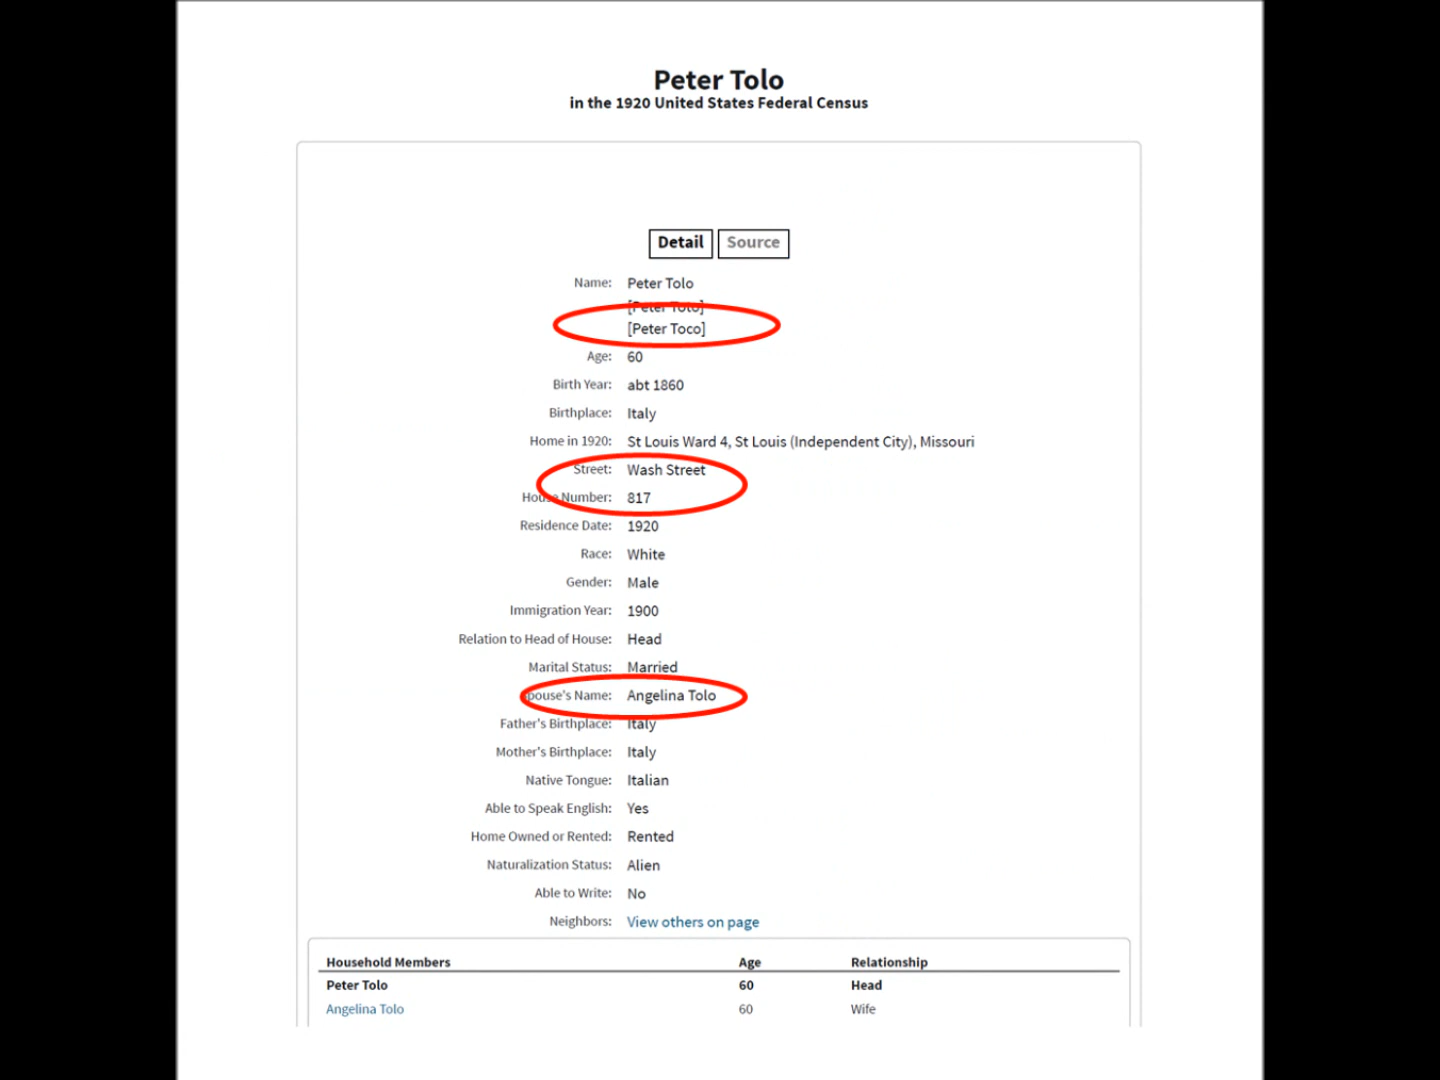 Peter Tolo
in the 1920 United States Federal Census
Detail Source
Name: Peter Tolo
[Peter Toto]
[Peter Toco]
Age: 60
Birth Year: abt 1860
Birthplace: Italy
Home in 1920: St Louis Ward 4, St Louis (Independent City), Missouri
Street: Wash Street
House Number: 817
Residence Date: 1920
Race: White
Gender: Male
Immigration Year: 1900
Relation to Head of House: Head
Marital Status: Married
Spouse's Name: Angelina Tolo
Father's Birthplace: Italy
Mother's Birthplace: Italy
Native Tongue: Italian
Able to Speak English: Yes
Home Owned or Rented: Rented
Naturalization Status: Alien
Able to Write: No
Neighbors: View others on page
Household Members Age Relationship
Peter Tolo 60 Head
Angelina Tolo 60 Wife